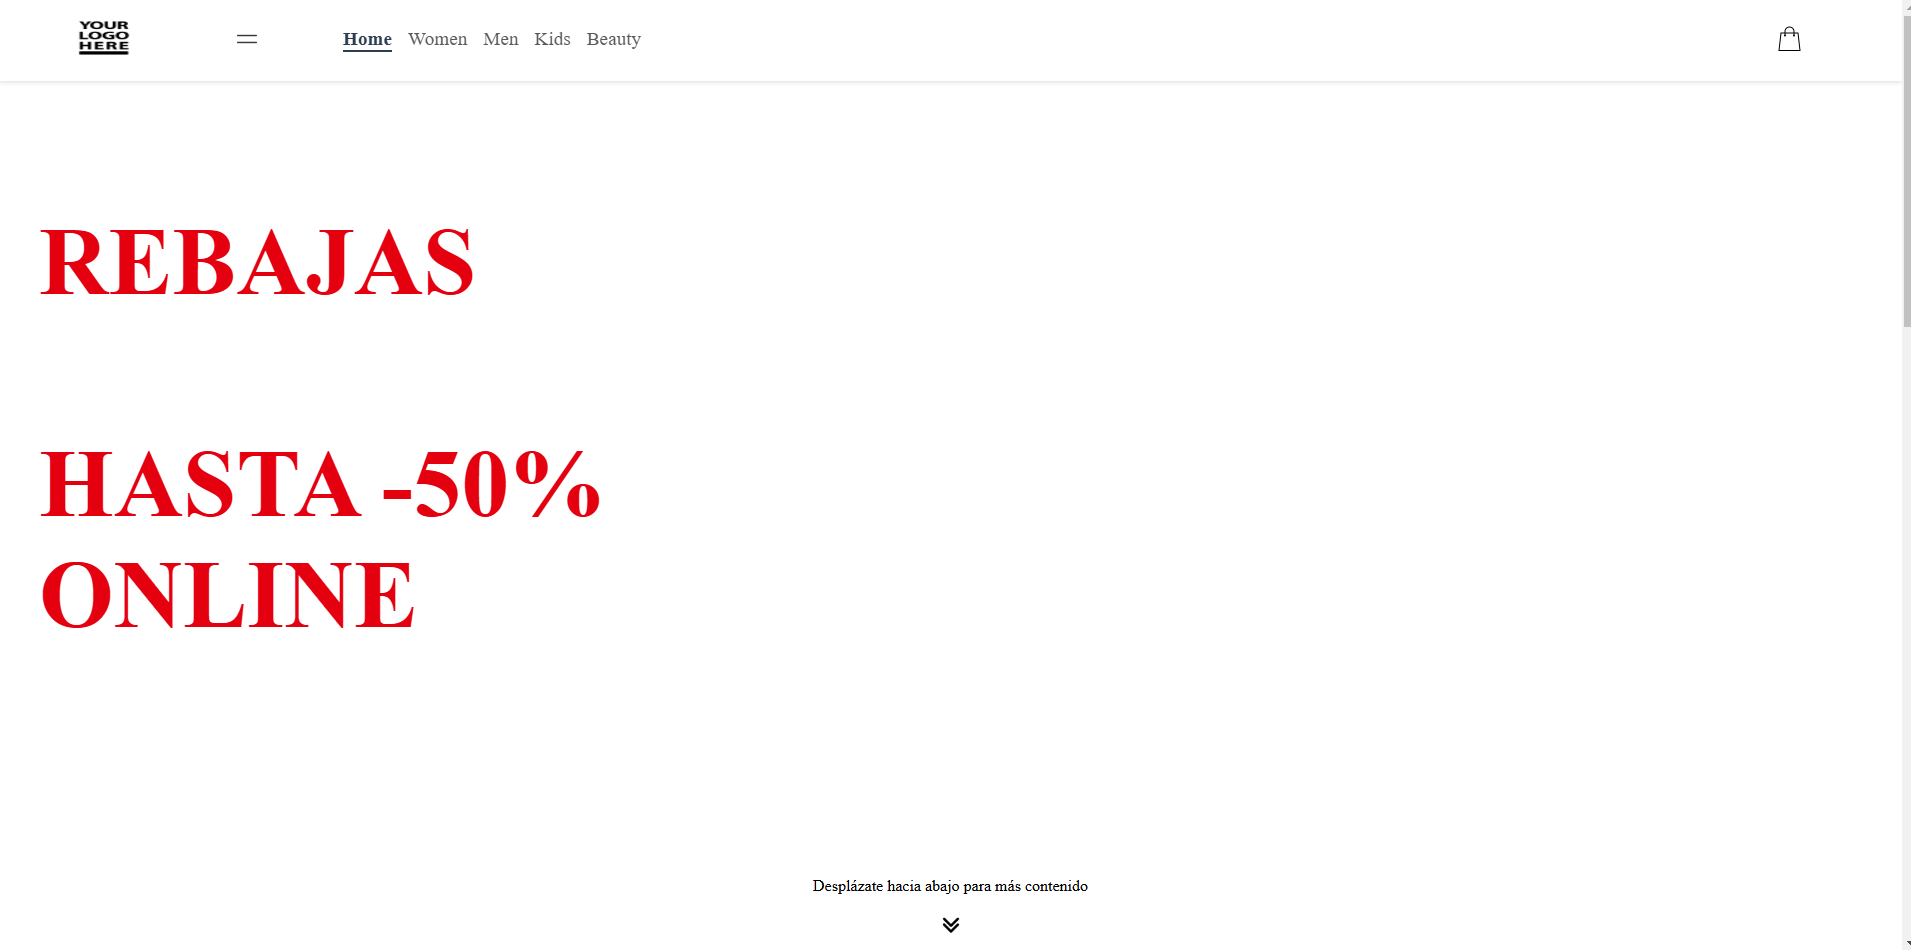 YOUR
LOGO
HERE
Home Women Men Kids Beauty
REBAJAS
HASTA -50%
ONLINE
Desplázate hacia abajo para más contenido